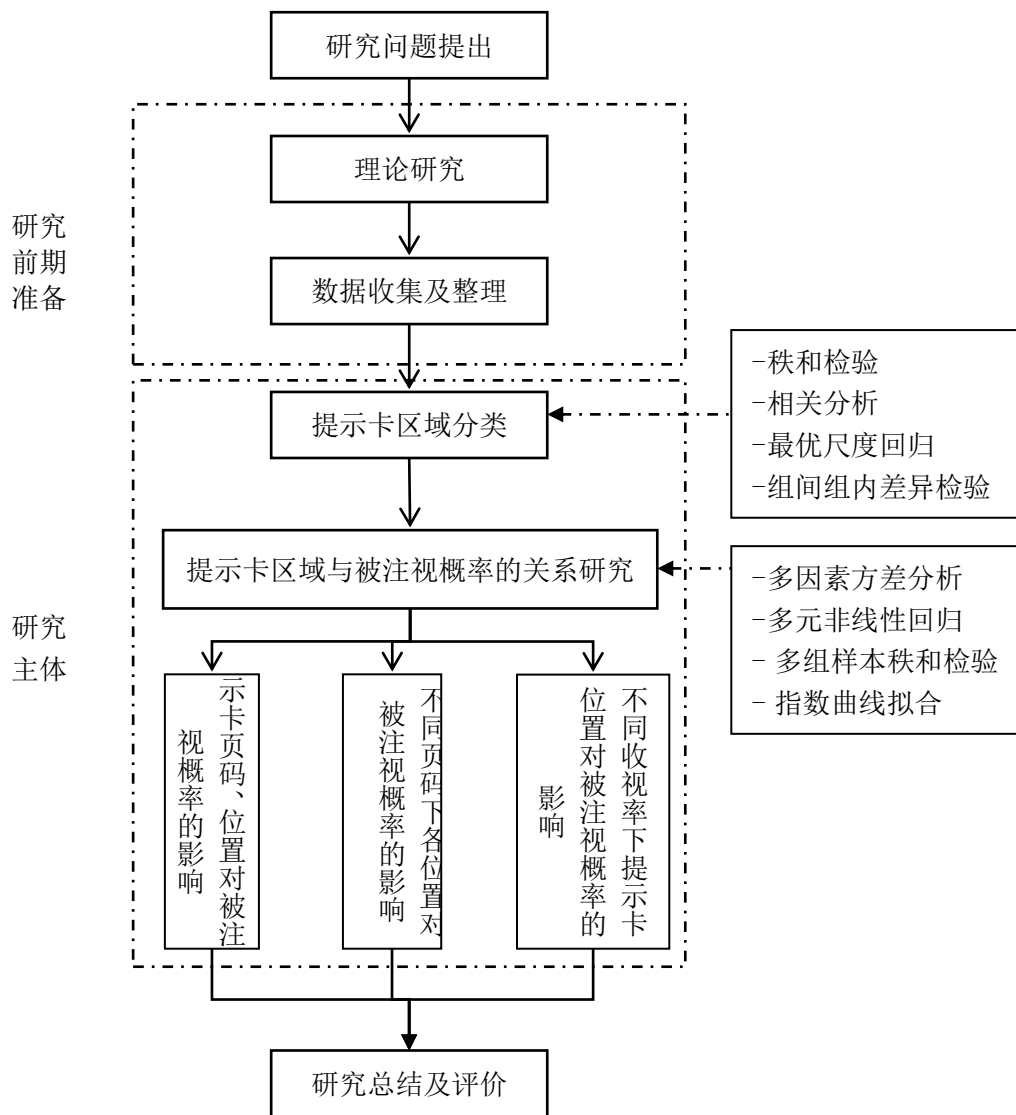 研究问题提出
理论研究
研究
前期
准备
数据收集及整理
-秩和检验
-相关分析
-最优尺度回归
-组间组内差异检验
提示卡区域分类
提示卡区域与被注视概率的关系研究
-多因素方差分析
-多元非线性回归
- 多组样本秩和检验
- 指数曲线拟合
研究
主体
示卡页码、位置对被注
视概率的影响
不同页码下各位置对
被注视概率的影响
不同收视率下提示卡
位置对被注视概率的
影响
研究总结及评价